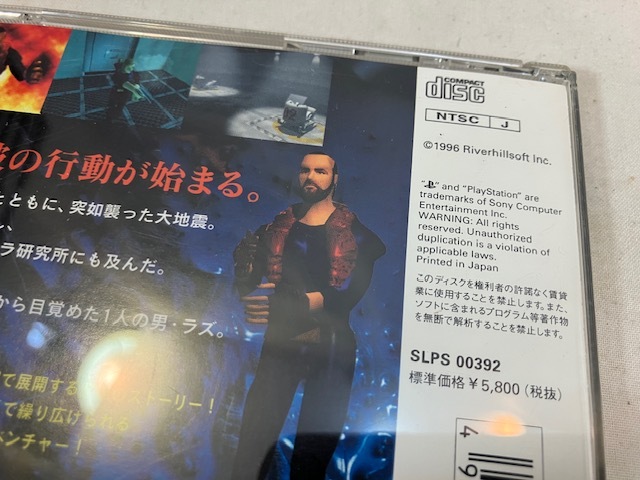 COMPACT
disc
NTSC J
©1996 Riverhillsoft Inc.
" " and "PlayStation" are
trademarks of Sony Computer
Entertainment Inc.
WARNING: All rights
reserved. Unauthorized
duplication is a violation of
applicable laws.
Printed in Japan
このディスクを権利者の許諾なく賃貸
業に使用することを禁止します。また、
ソフトに含まれるプログラム等著作物
を無断で解析することを禁止します。
SLPS 00392
標準価格¥5,800(税抜)
4 9
の行動が始まる。
ともに、突如襲った大地震。
ラ研究所にも及んだ。
から目覚めた1人の男・ラズ。
て展開する ストーリー!
で繰り広げられる
ベンチャー!